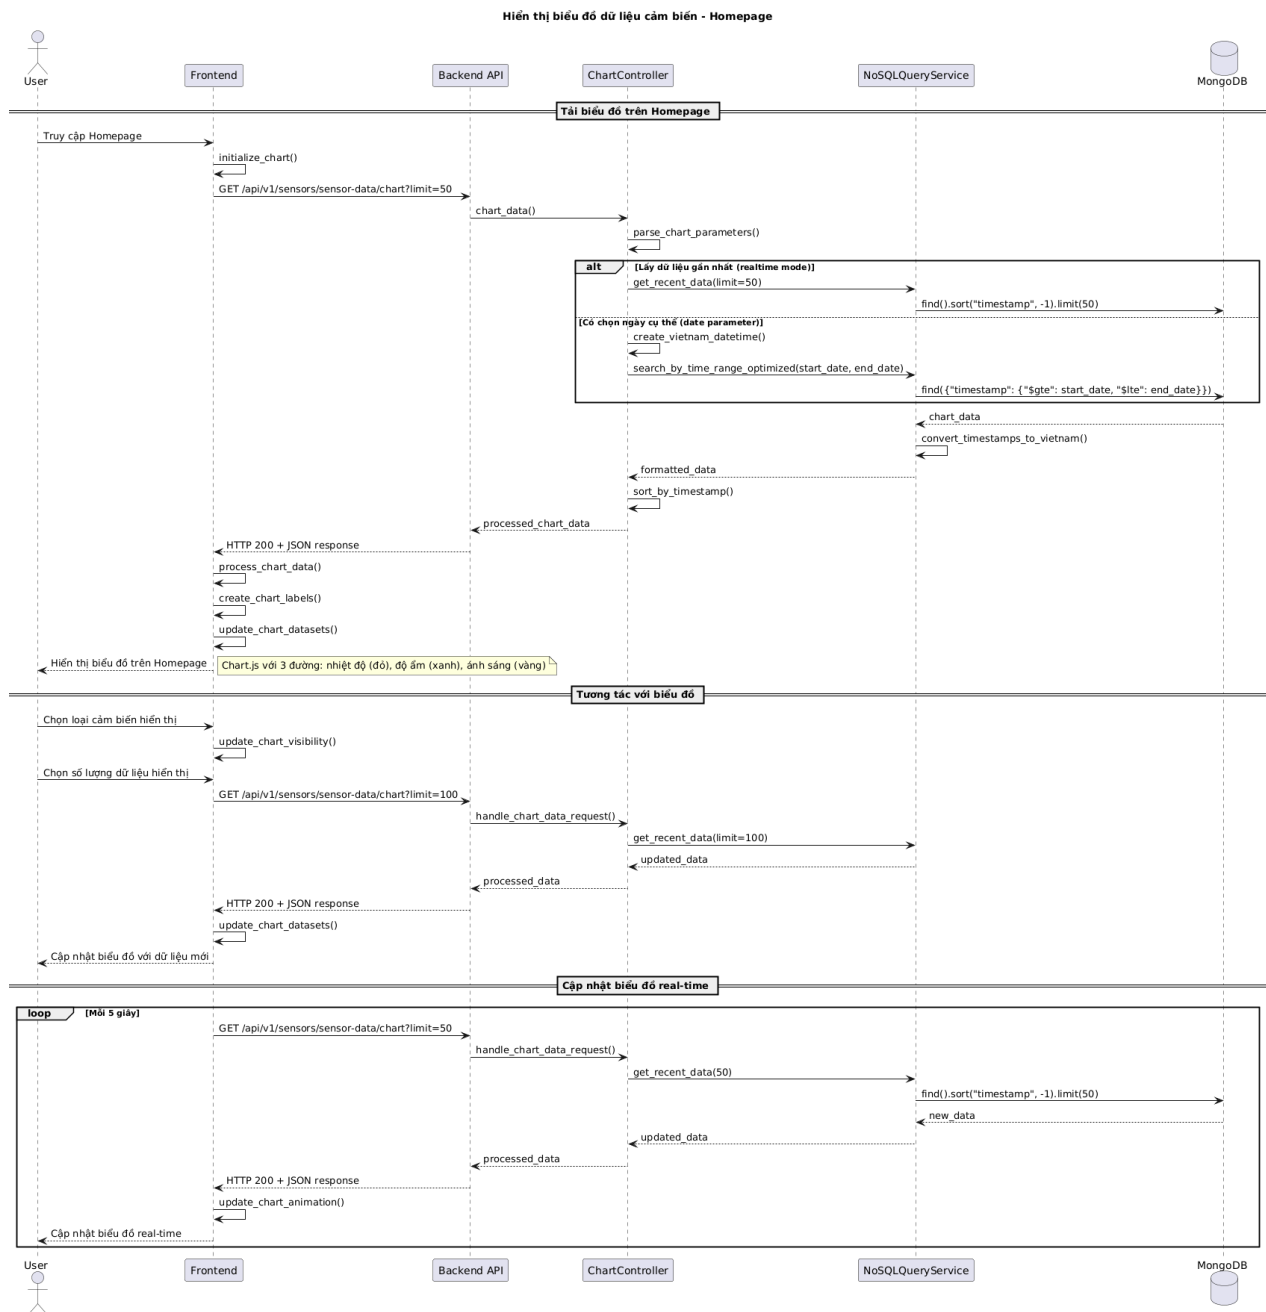 Hiển thị biểu đồ dữ liệu cảm biến - Homepage
User
Frontend
Backend API
ChartController
NoSQLQueryService
MongoDB
Tải biểu đồ trên Homepage
Truy cập Homepage
initialize_chart()
GET /api/v1/sensors/sensor-data/chart?limit=50
chart_data()
parse_chart_parameters()
alt [Lấy dữ liệu gần nhất (realtime mode)]
get_recent_data(limit=50)
find().sort("timestamp", -1).limit(50)
[Có chọn ngày cụ thể (date parameter)]
create_vietnam_datetime()
search_by_time_range_optimized(start_date, end_date)
find({"timestamp": {"$gte": start_date, "$lte": end_date}})
chart_data
convert_timestamps_to_vietnam()
formatted_data
sort_by_timestamp()
processed_chart_data
HTTP 200 + JSON response
process_chart_data()
create_chart_labels()
update_chart_datasets()
Hiển thị biểu đồ trên Homepage
Chart.js với 3 đường: nhiệt độ (đỏ), độ ẩm (xanh), ánh sáng (vàng)
Tương tác với biểu đồ
Chọn loại cảm biến hiển thị
update_chart_visibility()
Chọn số lượng dữ liệu hiển thị
GET /api/v1/sensors/sensor-data/chart?limit=100
handle_chart_data_request()
get_recent_data(limit=100)
updated_data
processed_data
HTTP 200 + JSON response
update_chart_datasets()
Cập nhật biểu đồ với dữ liệu mới
Cập nhật biểu đồ real-time
loop [Mỗi 5 giây]
GET /api/v1/sensors/sensor-data/chart?limit=50
handle_chart_data_request()
get_recent_data(50)
find().sort("timestamp", -1).limit(50)
new_data
updated_data
processed_data
HTTP 200 + JSON response
update_chart_animation()
Cập nhật biểu đồ real-time
User
Frontend
Backend API
ChartController
NoSQLQueryService
MongoDB